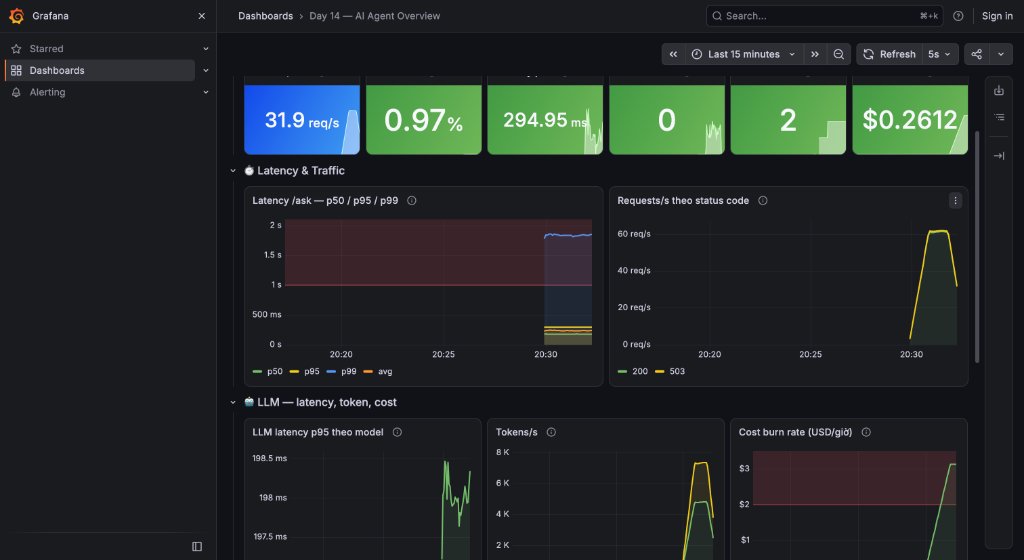 Grafana
Dashboards › Day 14 — AI Agent Overview
Search...
⌘+k
Sign in
Starred
Dashboards
Alerting
Last 15 minutes
Refresh
5s
31.9 req/s
0.97%
294.95 ms
0
2
$0.2612
Latency & Traffic
Latency /ask — p50 / p95 / p99
2 s
1.5 s
1 s
500 ms
0 s
20:20
20:25
20:30
p50
p95
p99
avg
Requests/s theo status code
60 req/s
40 req/s
20 req/s
0 req/s
20:20
20:25
20:30
200
503
LLM — latency, token, cost
LLM latency p95 theo model
198.5 ms
198 ms
197.5 ms
Tokens/s
8 K
6 K
4 K
2 K
Cost burn rate (USD/giờ)
$3
$2
$1